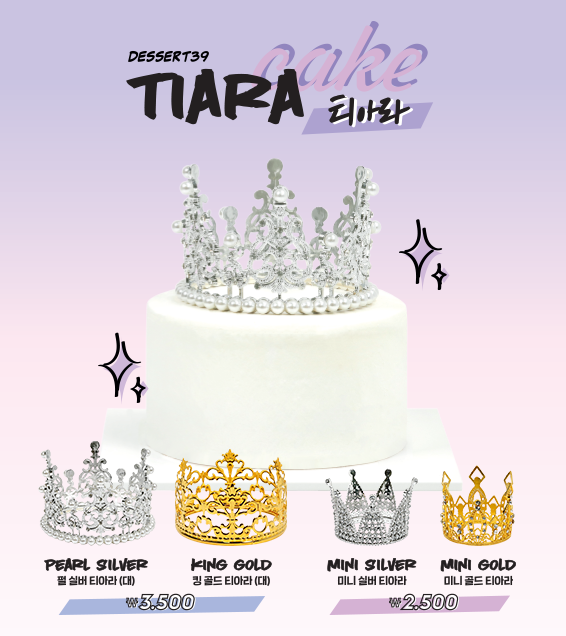 DESSERT39
cake
TIARA
티아라
PEARL SILVER
펄 실버 티아라 (대)
KING GOLD
킹 골드 티아라 (대)
₩3,500
MINI SILVER
미니 실버 티아라
MINI GOLD
미니 골드 티아라
₩2,500